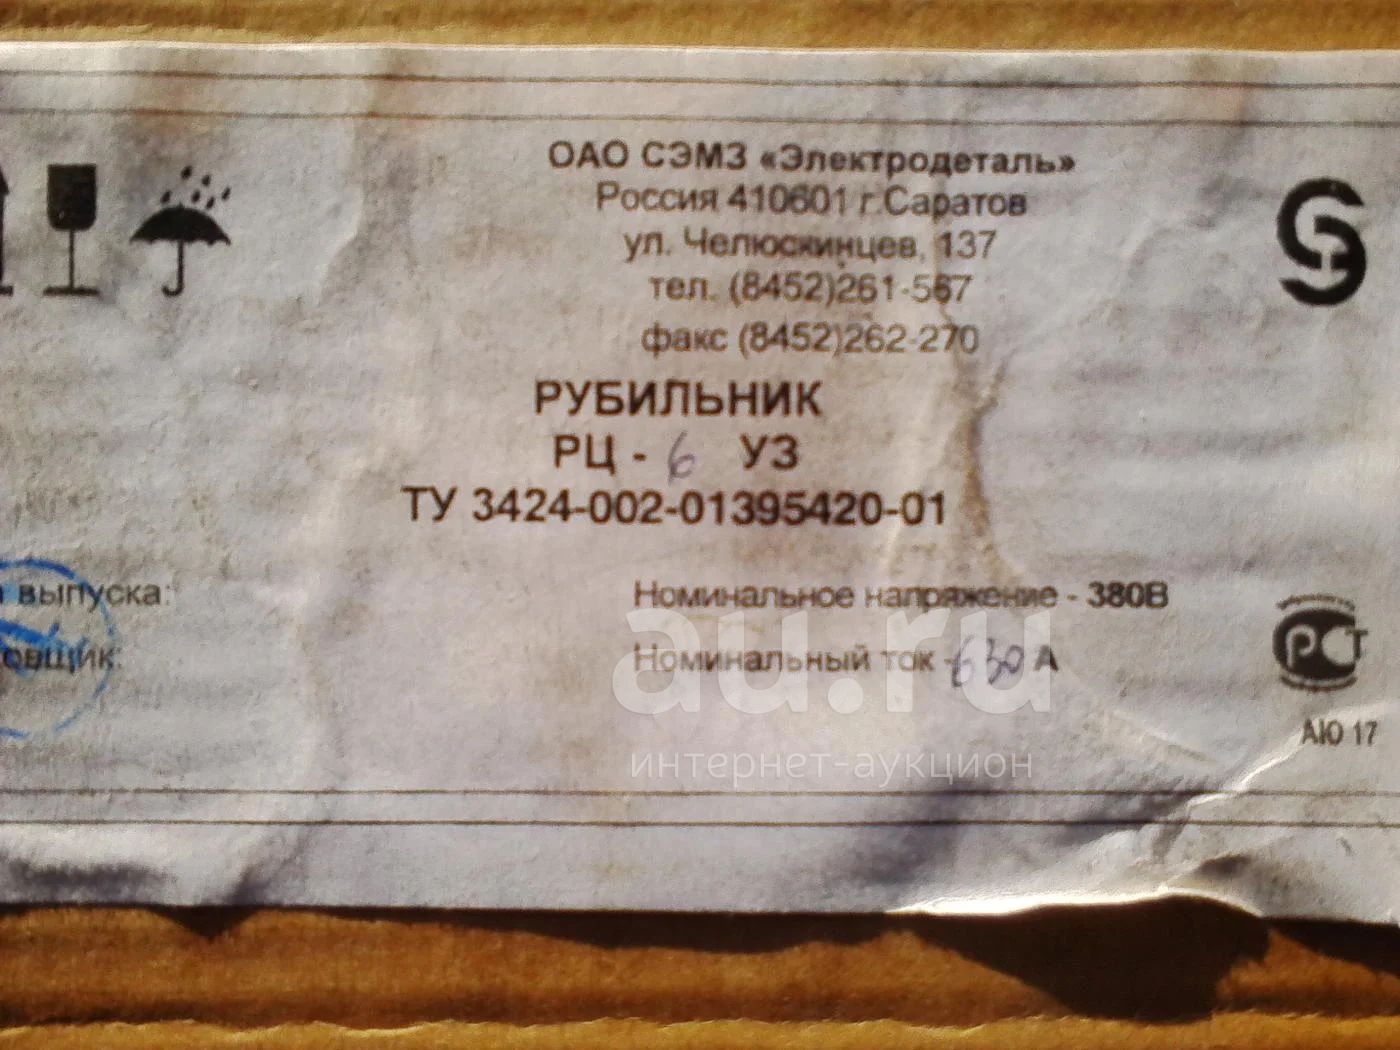 ОАО СЭМЗ «Электродеталь»
Россия 410601 г.Саратов
ул. Челюскинцев, 137
тел. (8452)261-567
факс (8452)262-270
РУБИЛЬНИК
РЦ - 6 УЗ
ТУ 3424-002-01395420-01
выпуска:
Номинальное напряжение - 380В
овщик:
Номинальный ток - 630 А
РСТ
АЮ 17
au.ru
интернет-аукцион